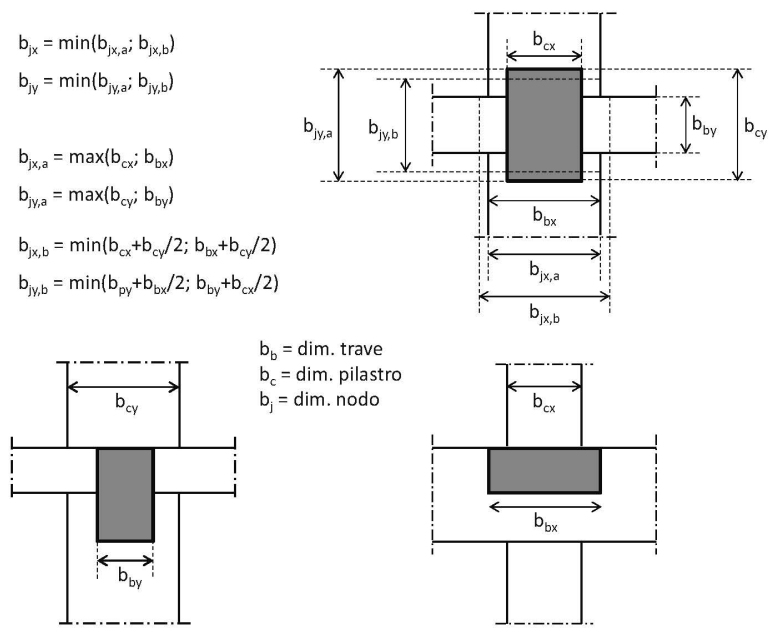 b_jx = min(b_jx,a; b_jx,b)
b_jy = min(b_jy,a; b_jy,b)
b_jx,a = max(b_cx; b_bx)
b_jy,a = max(b_cy; b_by)
b_jx,b = min(b_cx+b_cy/2; b_bx+b_cy/2)
b_jy,b = min(b_py+b_bx/2; b_by+b_cx/2)
b_cx
b_jy,a
b_jy,b
b_by
b_cy
b_bx
b_jx,a
b_jx,b
b_b = dim. trave
b_c = dim. pilastro
b_j = dim. nodo
b_cy
b_by
b_cx
b_bx